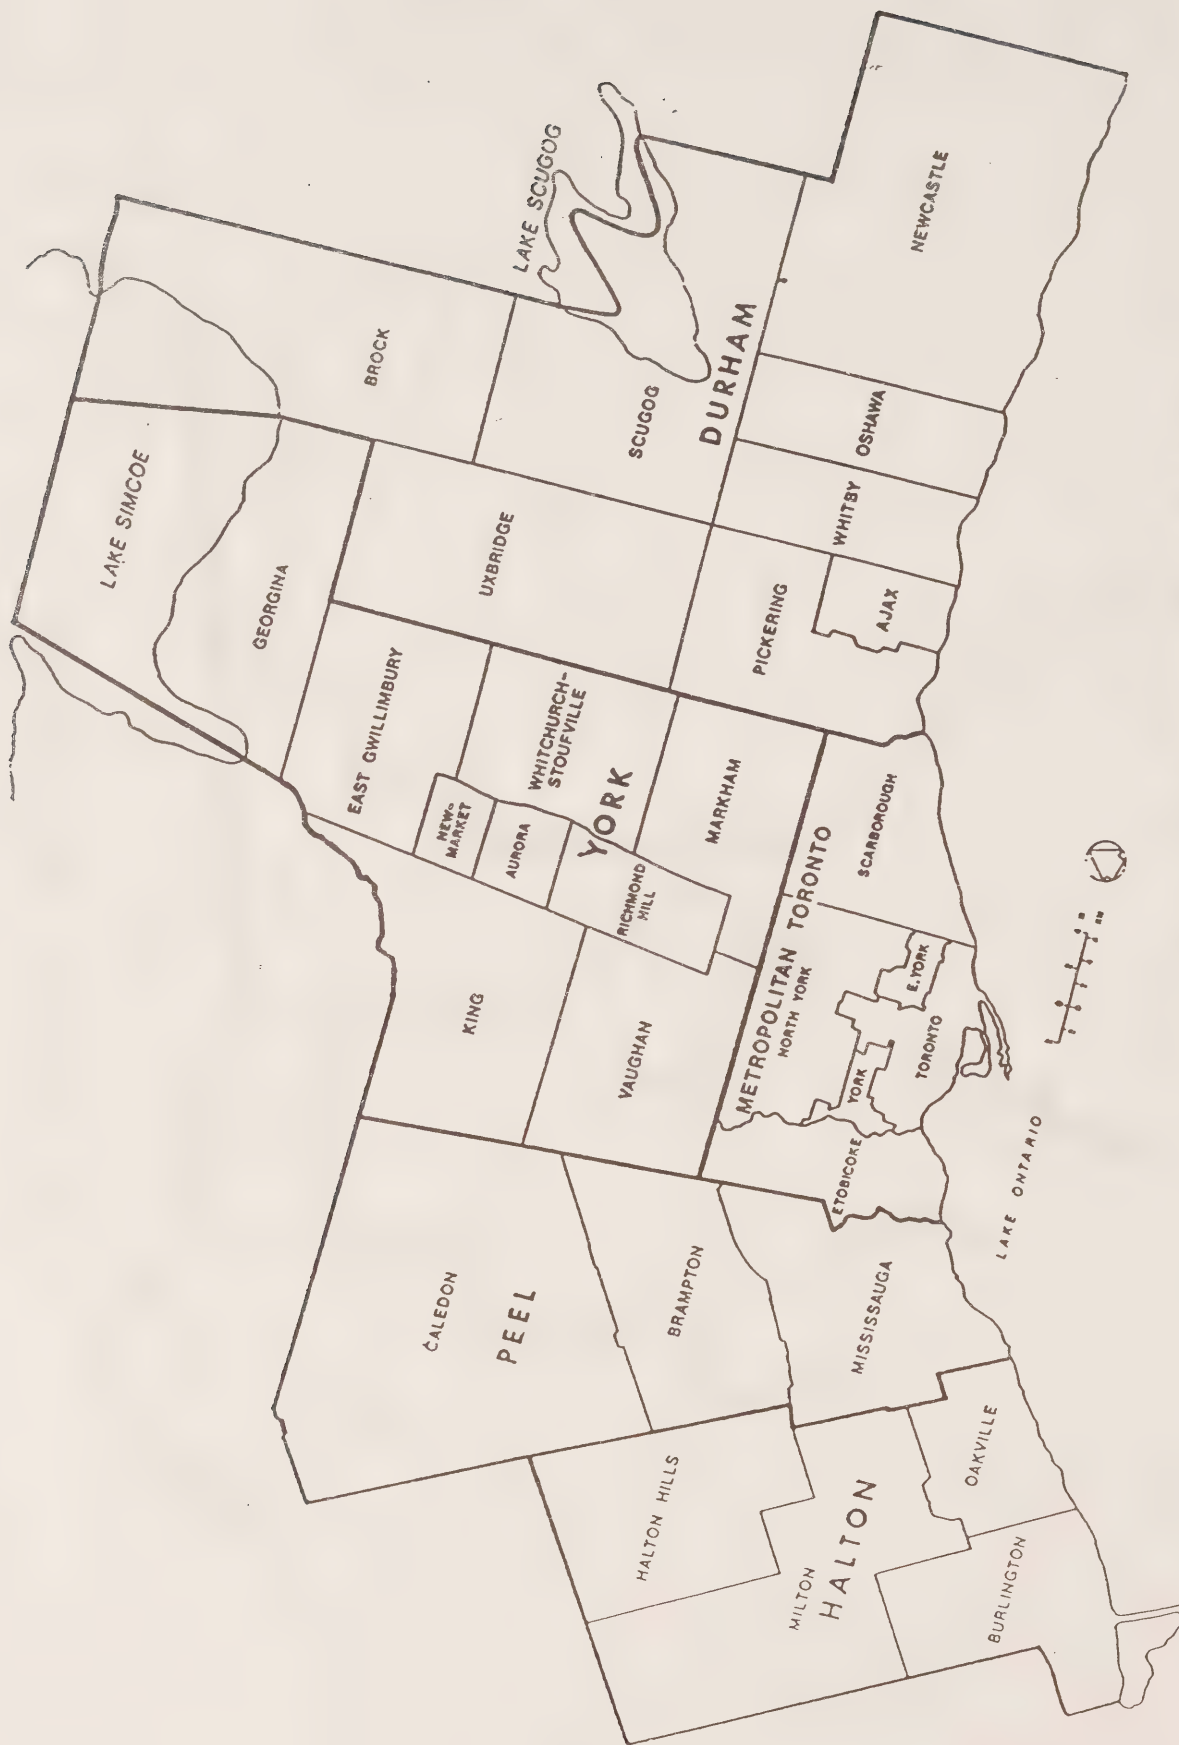 LAKE SIMCOE
GEORGINA
BROCK
LAKE SCUGOG
SCUGOG
DURHAM
UXBRIDGE
NEWCASTLE
OSHAWA
WHITBY
PICKERING
AJAX
EAST GWILLIMBURY
WHITCHURCH-
STOUFVILLE
NEW-
MARKET
AURORA
YORK
RICHMOND
HILL
MARKHAM
KING
VAUGHAN
METROPOLITAN TORONTO
SCARBOROUGH
NORTH YORK
E.YORK
YORK
TORONTO
ETOBICOKE
LAKE ONTARIO
CALEDON
PEEL
BRAMPTON
MISSISSAUGA
HALTON HILLS
MILTON
HALTON
OAKVILLE
BURLINGTON